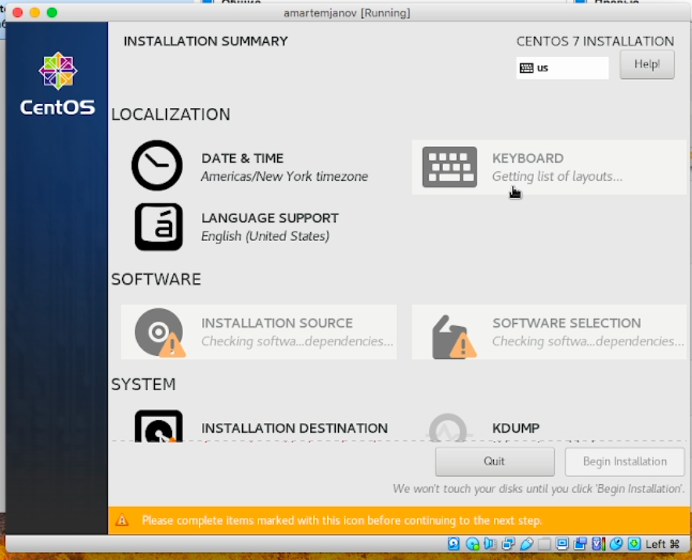 amartemjanov [Running]
INSTALLATION SUMMARY
CENTOS 7 INSTALLATION
us
Help!
CentOS
LOCALIZATION
DATE & TIME
Americas/New York timezone
KEYBOARD
Getting list of layouts...
LANGUAGE SUPPORT
English (United States)
SOFTWARE
INSTALLATION SOURCE
Checking softwa...dependencies...
SOFTWARE SELECTION
Checking softwa...dependencies...
SYSTEM
INSTALLATION DESTINATION
KDUMP
Quit
Begin Installation
We won't touch your disks until you click 'Begin Installation'.
Please complete items marked with this icon before continuing to the next step.
Left ⌘